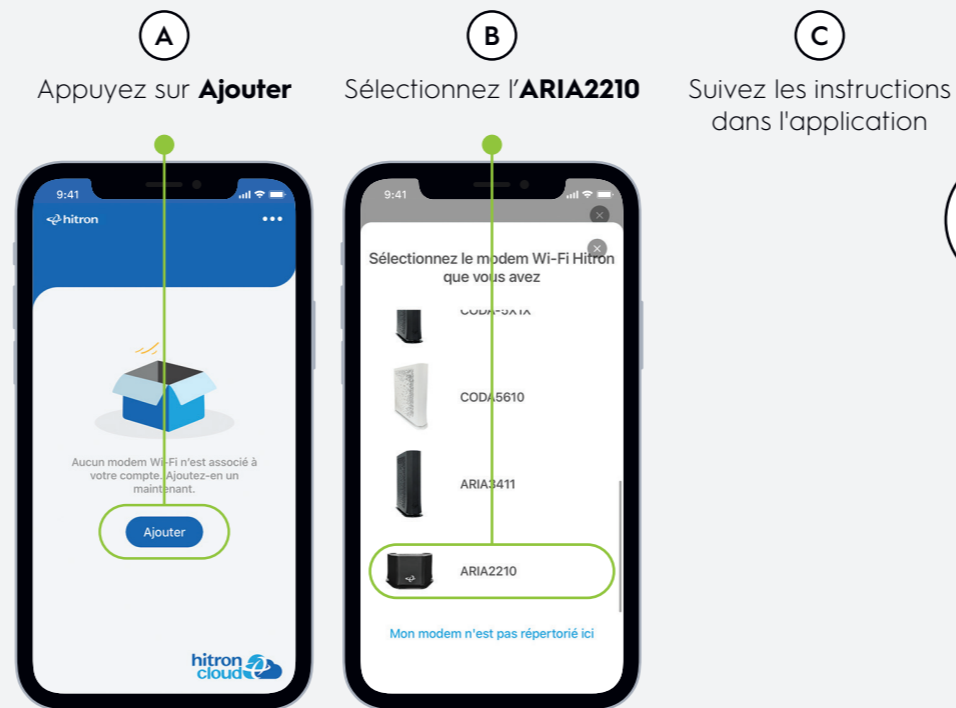 A
Appuyez sur Ajouter
B
Sélectionnez l'ARIA2210
C
Suivez les instructions
dans l'application
9:41
hitron
Aucun modem Wi-Fi n'est associé à
votre compte. Ajoutez-en un
maintenant.
Ajouter
hitron
cloud
9:41
Sélectionnez le modem Wi-Fi Hitron
que vous avez
CODA-5X1X
CODA5610
ARIA3411
ARIA2210
Mon modem n'est pas répertorié ici